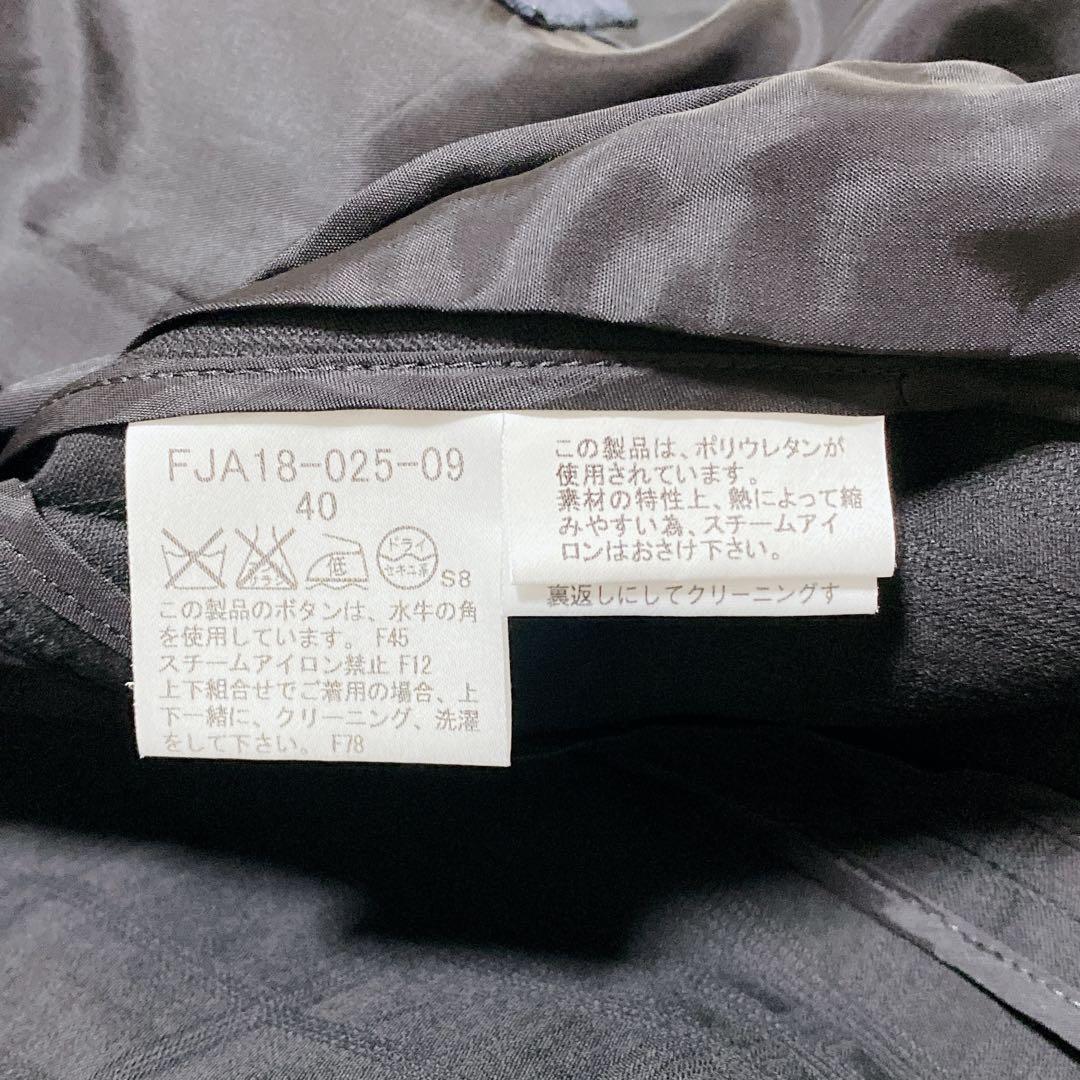 FJA18-025-09
40
低
ドライ
セキユ系
S8
この製品のボタンは、水牛の角
を使用しています。 F45
スチームアイロン禁止 F12
上下組合せでご着用の場合、上
下一緒に、クリーニング、洗濯
をして下さい。 F78
この製品は、ポリウレタンが
使用されています。
素材の特性上、熱によって縮
みやすい為、スチームアイ
ロンはおさけ下さい。
裏返しにしてクリーニングす